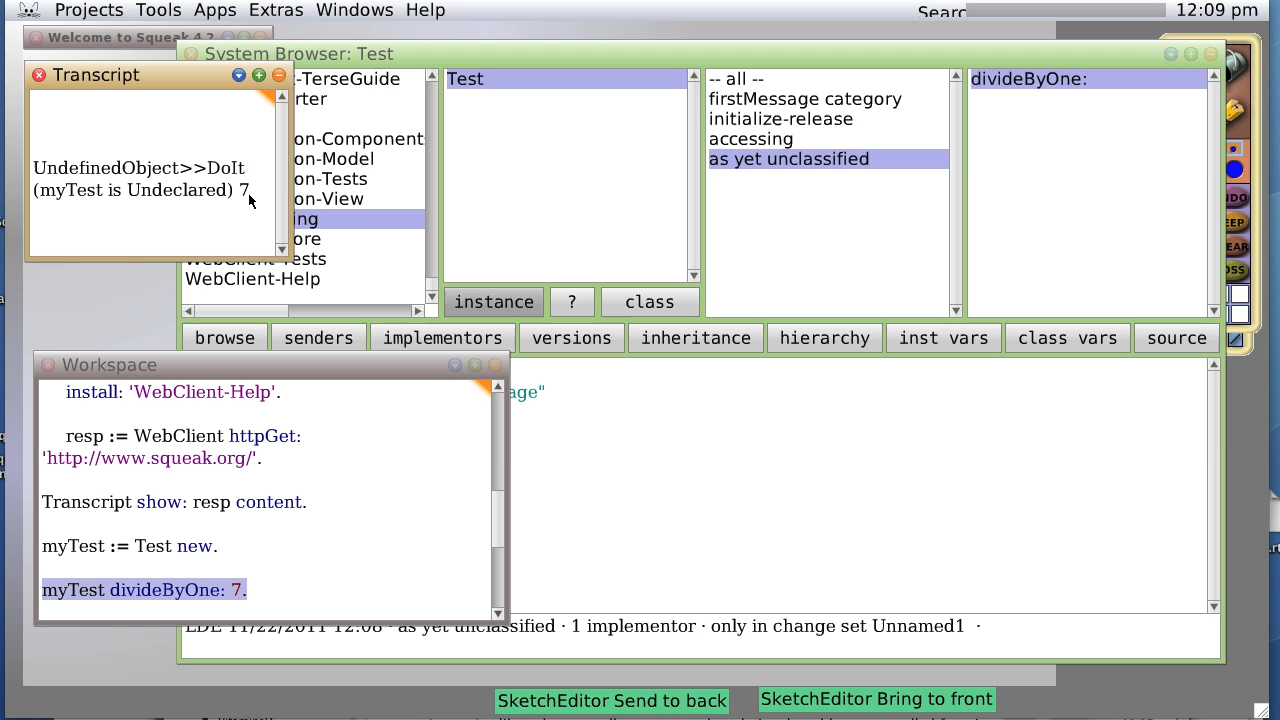 Projects Tools Apps Extras Windows Help
12:09 pm
Welcome to Squeak 4.2
System Browser: Test
Transcript
UndefinedObject>>DoIt
(myTest is Undeclared) 7
-TerseGuide
rter
on-Component
on-Model
on-Tests
on-View
ing
ore
WebClient-Tests
WebClient-Help
Test
instance
?
class
-- all --
firstMessage category
initialize-release
accessing
as yet unclassified
divideByOne:
browse
senders
implementors
versions
inheritance
hierarchy
inst vars
class vars
source
age"
Workspace
install: 'WebClient-Help'.
resp := WebClient httpGet:
'http://www.squeak.org/'.
Transcript show: resp content.
myTest := Test new.
myTest divideByOne: 7.
11/22/2011 12:08 · as yet unclassified · 1 implementor · only in change set Unnamed1 ·
SketchEditor Send to back
SketchEditor Bring to front